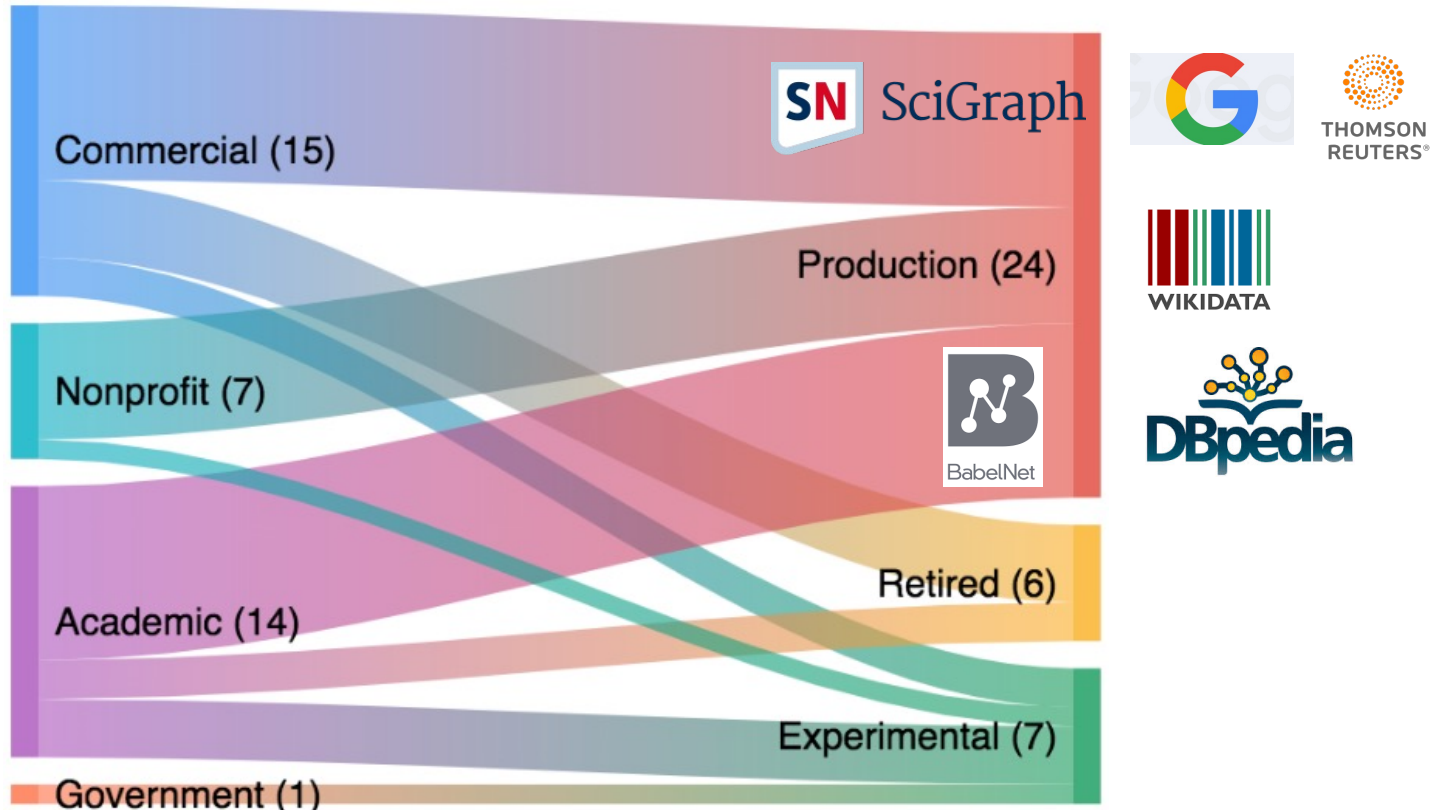 Commercial (15)
SN SciGraph
G
THOMSON
REUTERS®
Production (24)
WIKIDATA
Nonprofit (7)
B
BabelNet
DBpedia
Retired (6)
Academic (14)
Experimental (7)
Government (1)